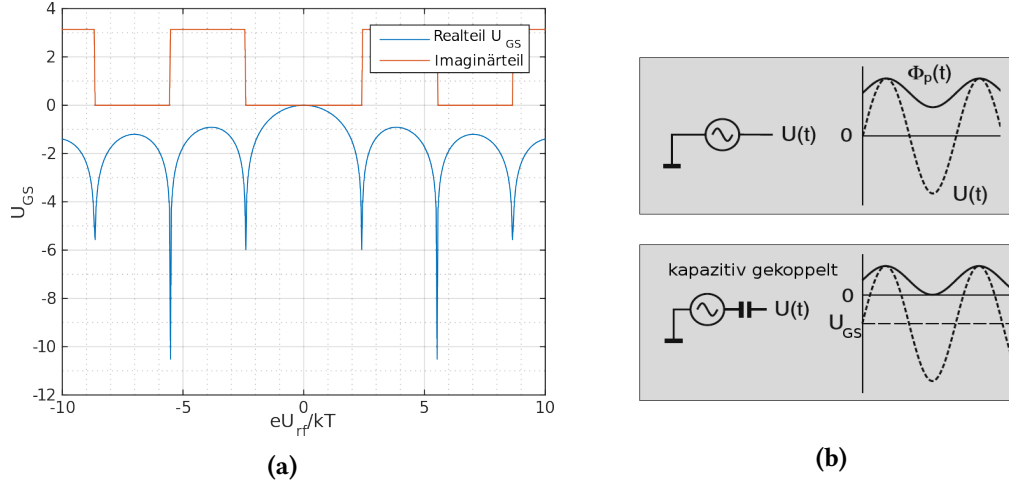 4
2
0
-2
-4
-6
-8
-10
-12
U_GS
-10
-5
0
5
10
eU_rf/kT
Realteil U_GS
Imaginärteil
(a)
Φ_p(t)
0
U(t)
U(t)
kapazitiv gekoppelt
0
U(t)
U_GS
(b)